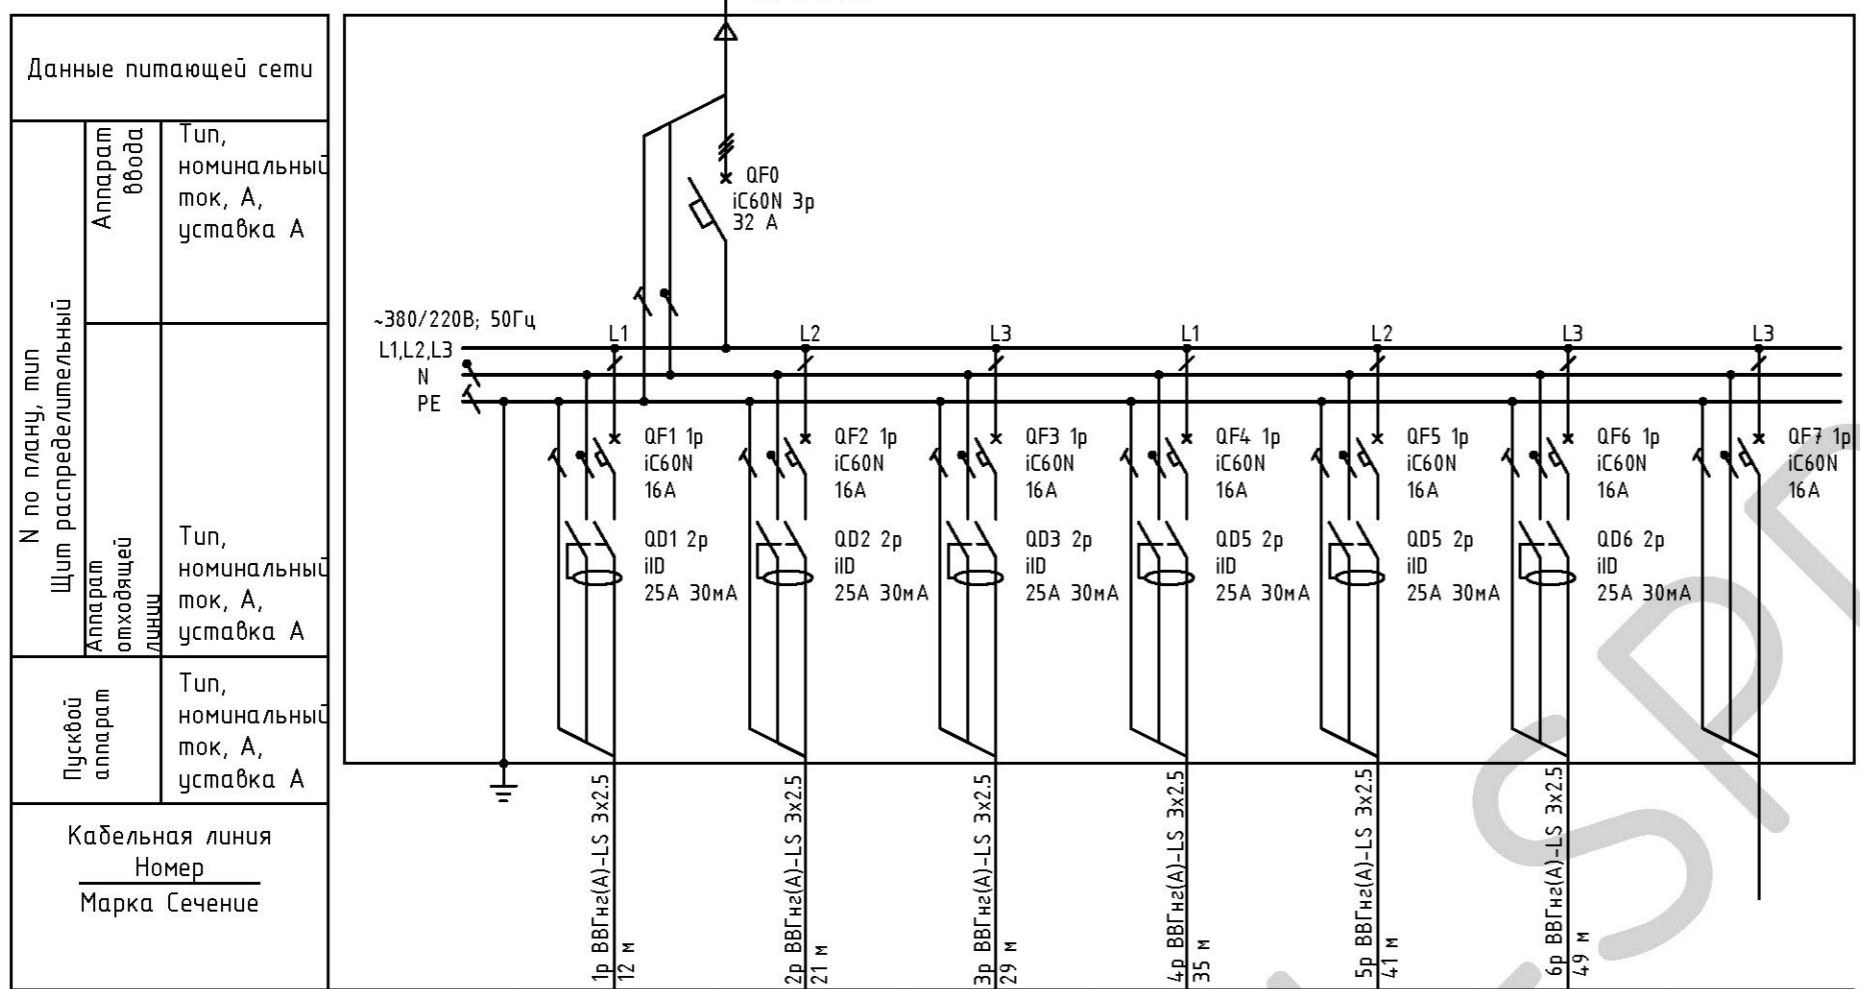 Данные питающей сети
N по плану, тип
Щит распределительный
Аппарат
ввода
Тип,
номинальный
ток, А,
уставка А
Аппарат
отходящей
линии
Тип,
номинальный
ток, А,
уставка А
Пусквой
аппарат
Тип,
номинальный
ток, А,
уставка А
Кабельная линия
Номер
Марка Сечение
QF0
iC60N 3p
32 A
~380/220В; 50Гц
L1,L2,L3
N
PE
L1
L2
L3
L1
L2
L3
L3
QF1 1p
iC60N
16A
QF2 1p
iC60N
16A
QF3 1p
iC60N
16A
QF4 1p
iC60N
16A
QF5 1p
iC60N
16A
QF6 1p
iC60N
16A
QF7 1p
iC60N
16A
QD1 2p
iID
25A 30мА
QD2 2p
iID
25A 30мА
QD3 2p
iID
25A 30мА
QD5 2p
iID
25A 30мА
QD5 2p
iID
25A 30мА
QD6 2p
iID
25A 30мА
1р ВВГнг(А)-LS 3x2.5
12 м
2р ВВГнг(А)-LS 3x2.5
21 м
3р ВВГнг(А)-LS 3x2.5
29 м
4р ВВГнг(А)-LS 3x2.5
35 м
5р ВВГнг(А)-LS 3x2.5
41 м
6р ВВГнг(А)-LS 3x2.5
49 м